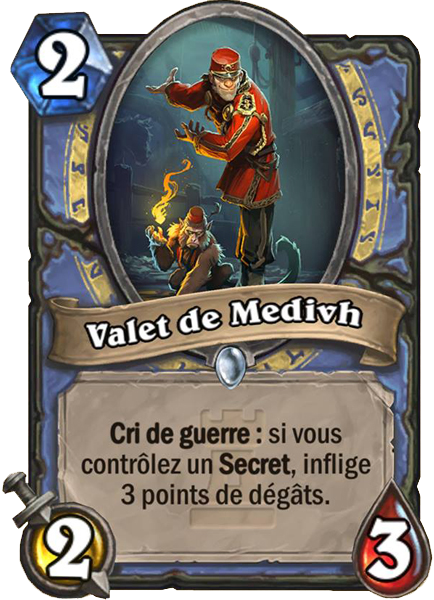 2
Valet de Medivh
Cri de guerre : si vous
contrôlez un Secret, inflige
3 points de dégâts.
2
3